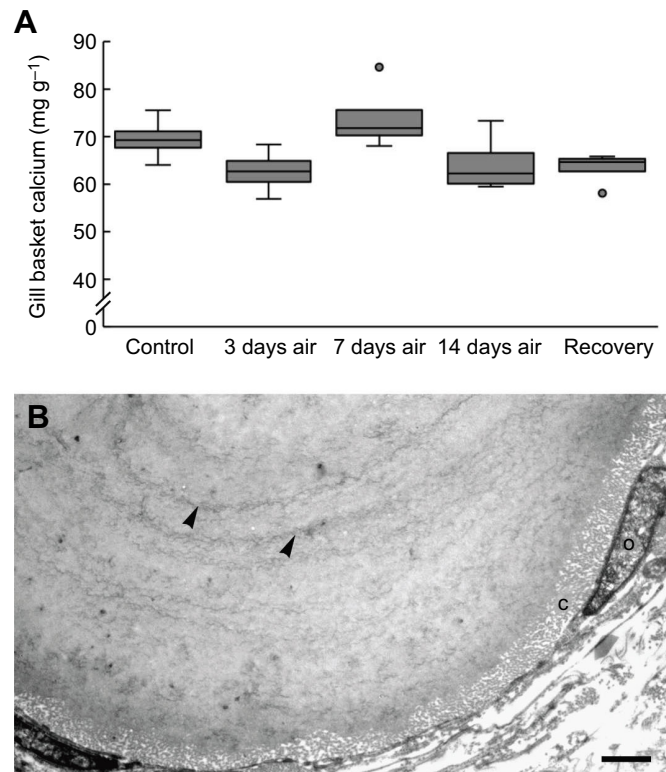 A
Gill basket calcium (mg g⁻¹)
90
80
70
60
50
40
0
Control 3 days air 7 days air 14 days air Recovery
B
o
c